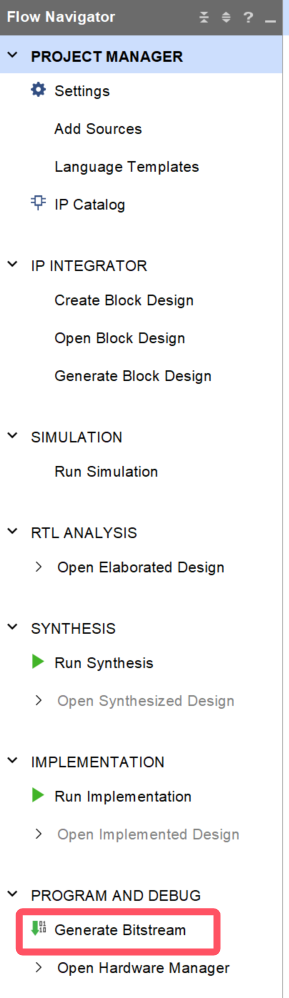 Flow Navigator ?
PROJECT MANAGER
Settings
Add Sources
Language Templates
IP Catalog
IP INTEGRATOR
Create Block Design
Open Block Design
Generate Block Design
SIMULATION
Run Simulation
RTL ANALYSIS
Open Elaborated Design
SYNTHESIS
Run Synthesis
Open Synthesized Design
IMPLEMENTATION
Run Implementation
Open Implemented Design
PROGRAM AND DEBUG
Generate Bitstream
Open Hardware Manager